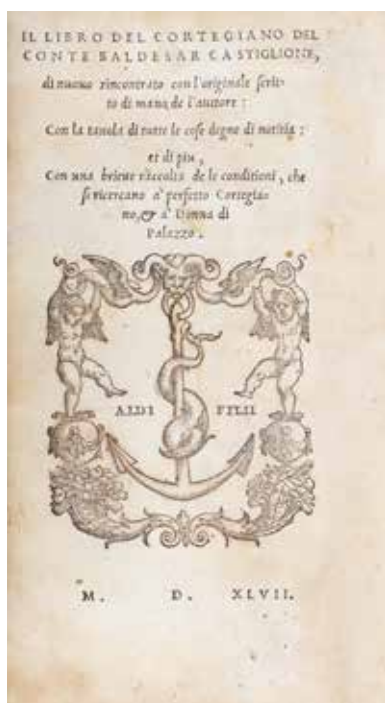 IL LIBRO DEL CORTEGIANO DEL
CONTE BALDESAR CASTIGLIONE,
di nuouo rincontrato con l'originale scrit-
to di mano de l'auttore:
Con la tauola di tutte le cose degne di notitia:
et di piu,
Con una brieue raccolta de le conditioni, che
si ricercano a' perfetto Cortegia-
no, & a' Donna di
Palazzo.
ALDI FILII
M. D. XLVII.